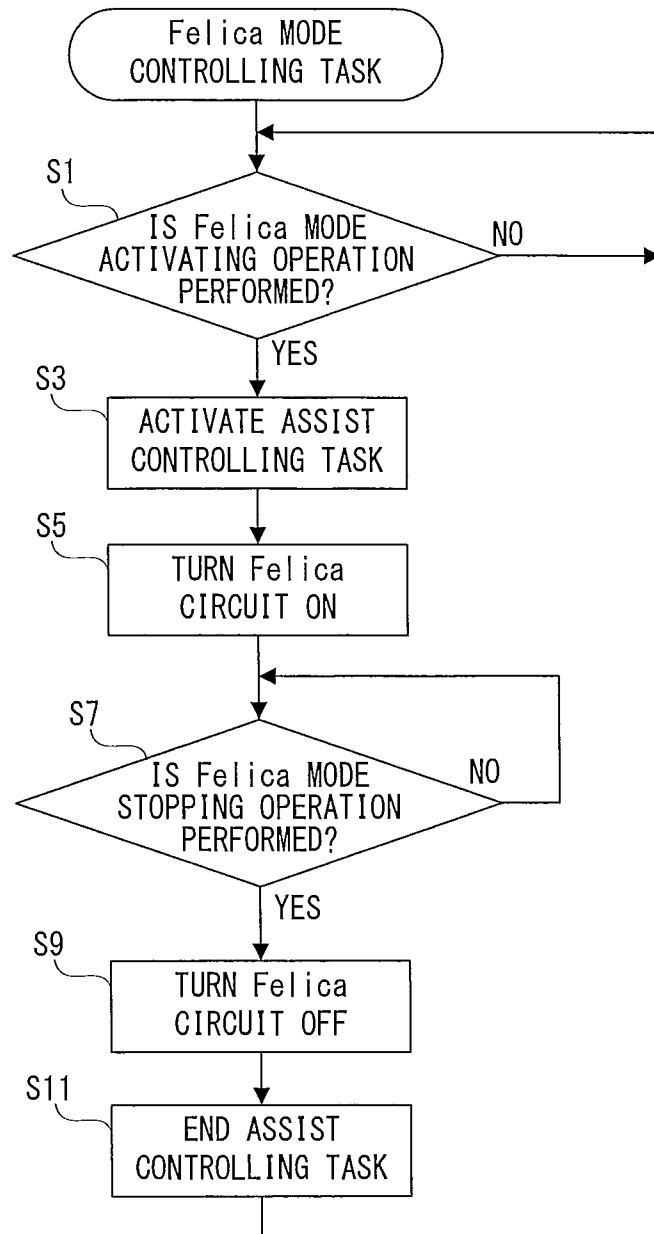 Felica MODE
CONTROLLING TASK
S1
IS Felica MODE
ACTIVATING OPERATION
PERFORMED?
NO
YES
S3
ACTIVATE ASSIST
CONTROLLING TASK
S5
TURN Felica
CIRCUIT ON
S7
IS Felica MODE
STOPPING OPERATION
PERFORMED?
NO
YES
S9
TURN Felica
CIRCUIT OFF
S11
END ASSIST
CONTROLLING TASK